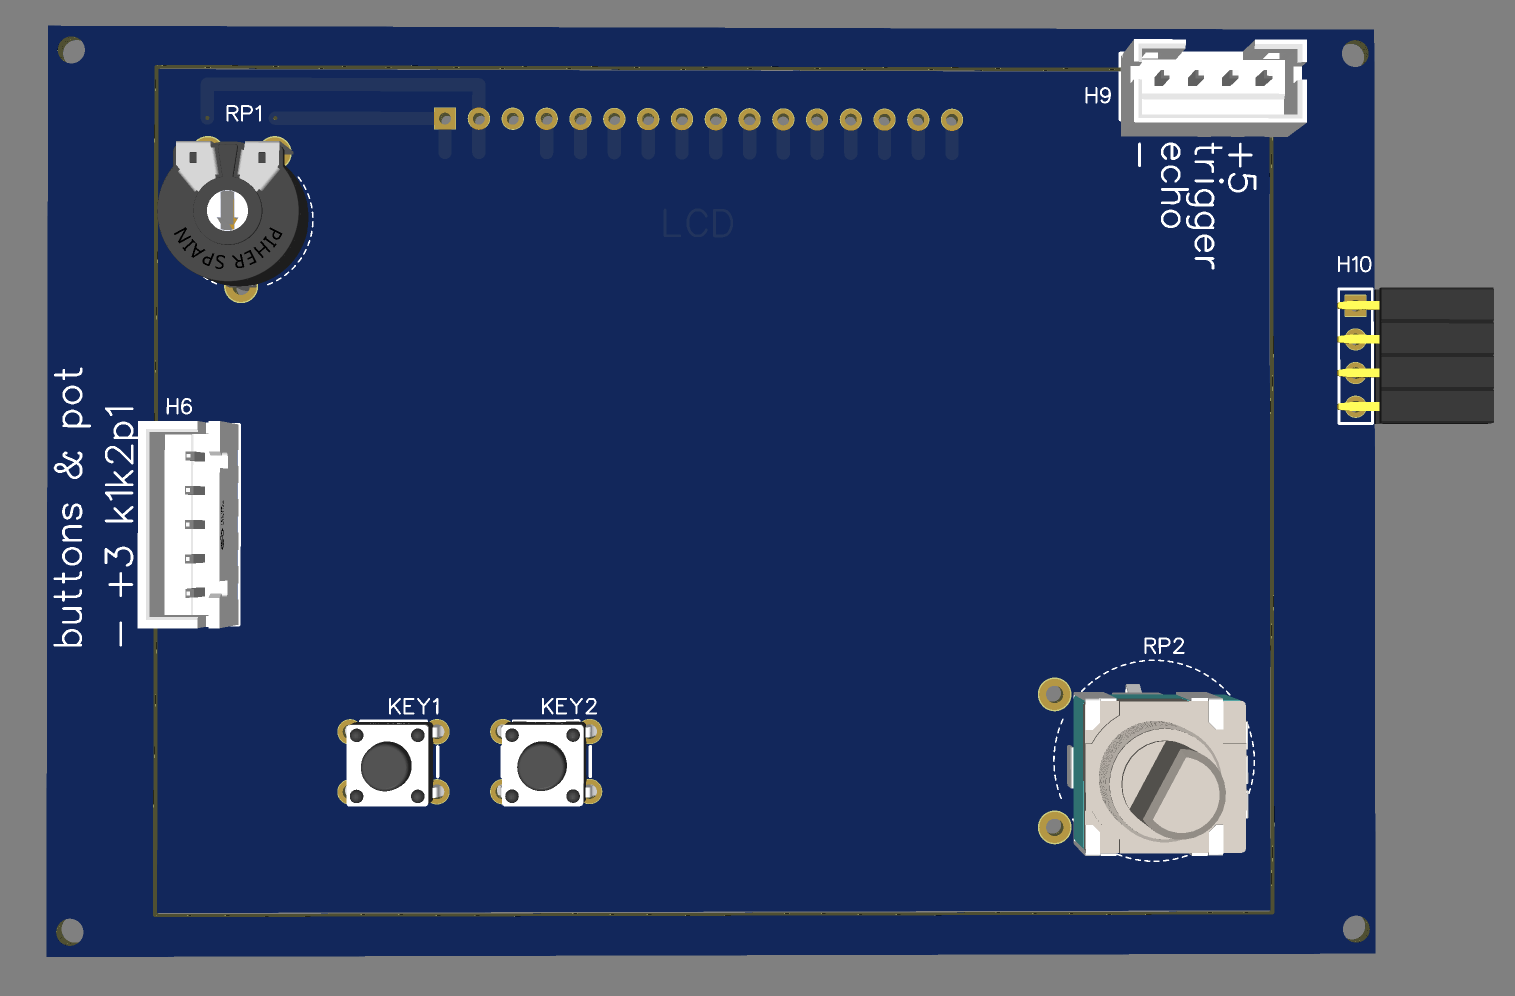 RP1
H9
PIHER SPAIN
LCD
+5
trigger
echo
-
H10
H6
buttons & pot
- +3 k1k2p1
RP2
KEY1
KEY2